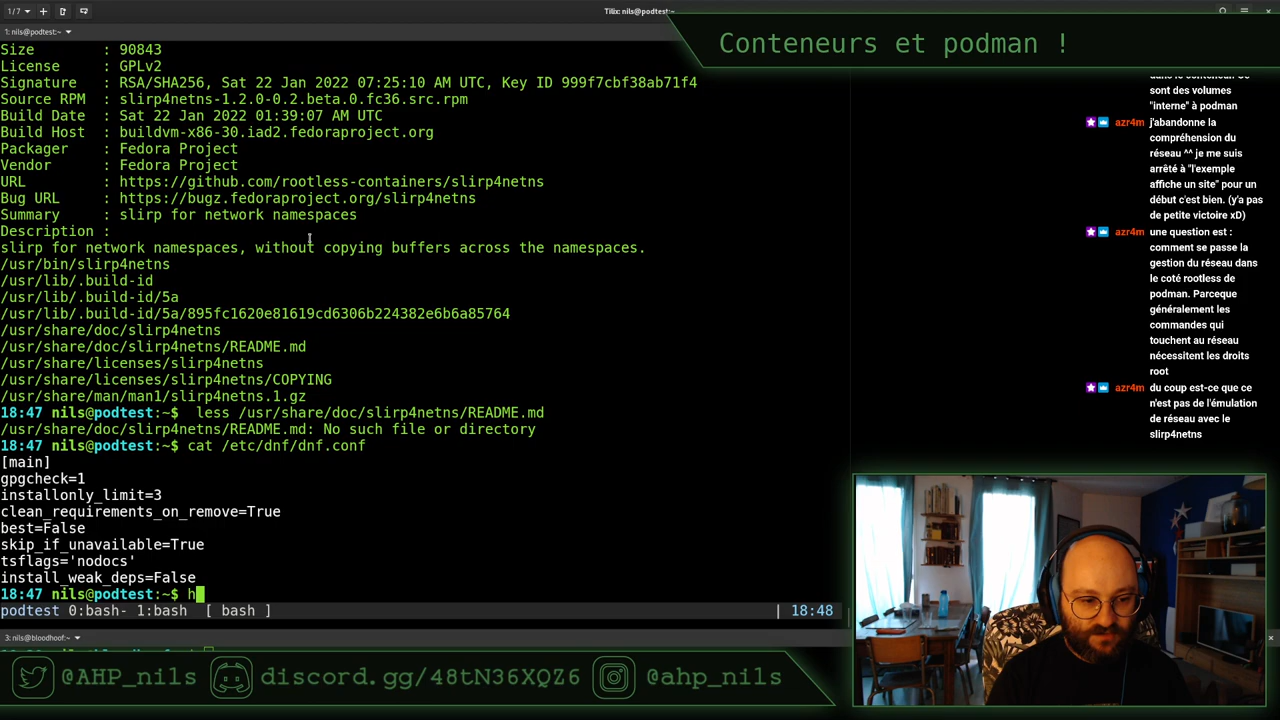 1/7
Tilix: nils@podtest:~
1: nils@podtest:~
Conteneurs et podman !
Size : 90843
License : GPLv2
Signature : RSA/SHA256, Sat 22 Jan 2022 07:25:10 AM UTC, Key ID 999f7cbf38ab71f4
Source RPM : slirp4netns-1.2.0-0.2.beta.0.fc36.src.rpm
Build Date : Sat 22 Jan 2022 01:39:07 AM UTC
Build Host : buildvm-x86-30.iad2.fedoraproject.org
Packager : Fedora Project
Vendor : Fedora Project
URL : https://github.com/rootless-containers/slirp4netns
Bug URL : https://bugz.fedoraproject.org/slirp4netns
Summary : slirp for network namespaces
Description :
slirp for network namespaces, without copying buffers across the namespaces.
/usr/bin/slirp4netns
/usr/lib/.build-id
/usr/lib/.build-id/5a
/usr/lib/.build-id/5a/895fc1620e81619cd6306b224382e6b6a85764
/usr/share/doc/slirp4netns
/usr/share/doc/slirp4netns/README.md
/usr/share/licenses/slirp4netns
/usr/share/licenses/slirp4netns/COPYING
/usr/share/man/man1/slirp4netns.1.gz
18:47 nils@podtest:~$  less /usr/share/doc/slirp4netns/README.md
/usr/share/doc/slirp4netns/README.md: No such file or directory
18:47 nils@podtest:~$ cat /etc/dnf/dnf.conf
[main]
gpgcheck=1
installonly_limit=3
clean_requirements_on_remove=True
best=False
skip_if_unavailable=True
tsflags='nodocs'
install_weak_deps=False
18:47 nils@podtest:~$ h
podtest 0:bash- 1:bash [ bash ] | 18:48
3: nils@bloodhoof:~
sont des volumes
"interne" à podman
azr4m j'abandonne la
compréhension du
réseau ^^ je me suis
arrêté à "l'exemple
affiche un site" pour un
début c'est bien. (y'a pas
de petite victoire xD)
azr4m une question est :
comment se passe la
gestion du réseau dans
le coté rootless de
podman. Parceque
généralement les
commandes qui
touchent au réseau
nécessitent les droits
root
azr4m du coup est-ce que ce
n'est pas de l'émulation
de réseau avec le
slirp4netns
@AHP_nils discord.gg/48tN36XQZ6 @ahp_nils